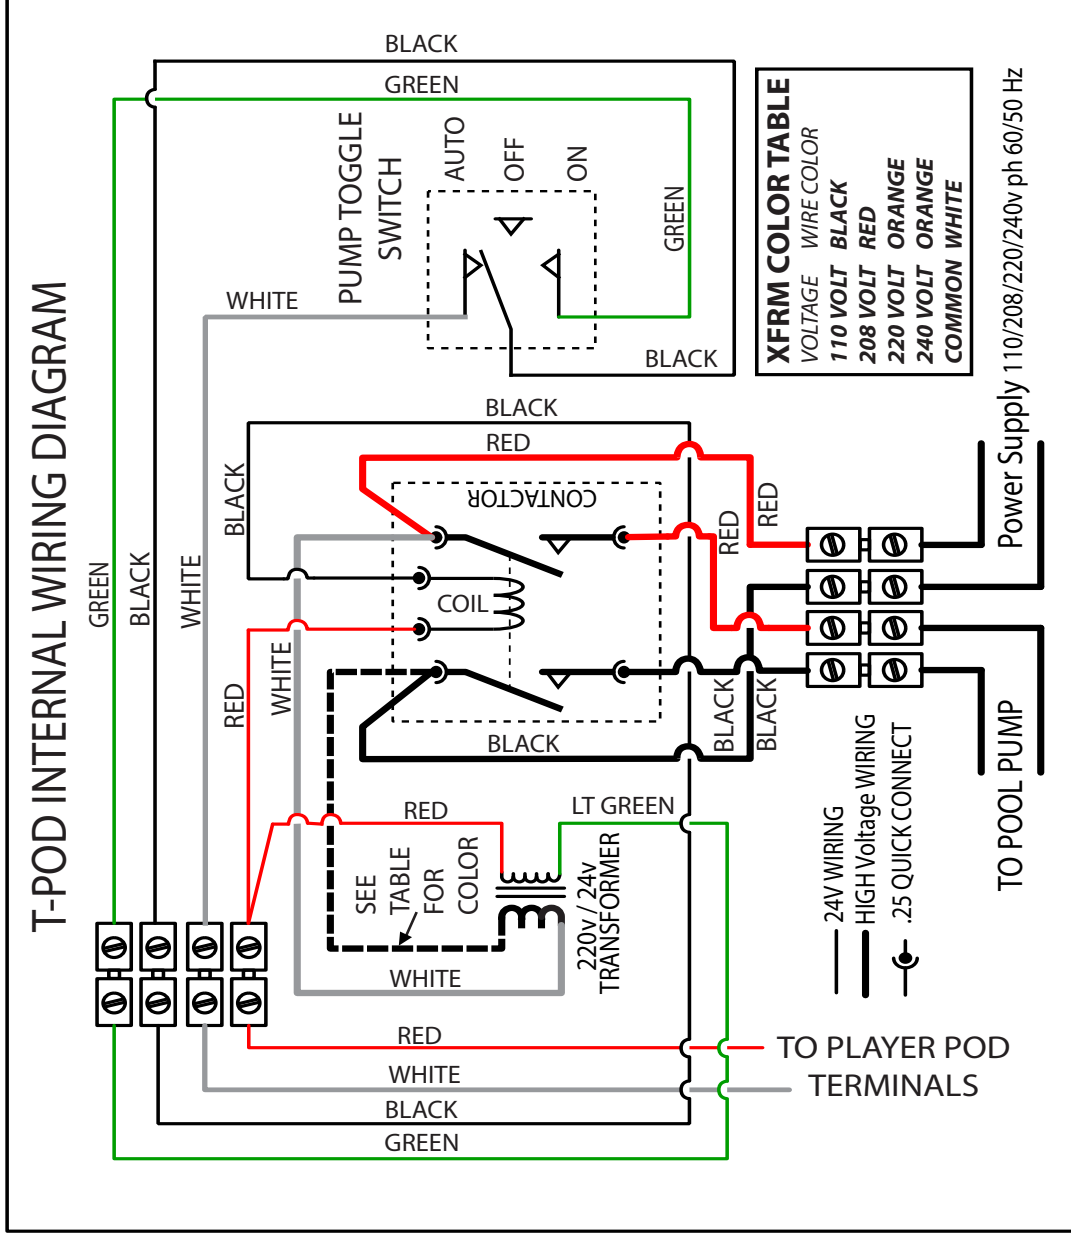 T-POD INTERNAL WIRING DIAGRAM
BLACK
GREEN
PUMP TOGGLE
SWITCH
AUTO
OFF
ON
GREEN
WHITE
BLACK
XFRM COLOR TABLE
VOLTAGE WIRE COLOR
110 VOLT BLACK
208 VOLT RED
220 VOLT ORANGE
240 VOLT ORANGE
COMMON WHITE
Power Supply 110/208/220/240v ph 60/50 Hz
BLACK
RED
BLACK
CONTACTOR
GREEN
BLACK
WHITE
COIL
WHITE
RED
RED
RED
BLACK
BLACK
BLACK
RED
LT GREEN
SEE
TABLE
FOR
COLOR
220v / 24v
TRANSFORMER
WHITE
24V WIRING
HIGH Voltage WIRING
.25 QUICK CONNECT
TO POOL PUMP
RED
WHITE
BLACK
GREEN
TO PLAYER POD
TERMINALS